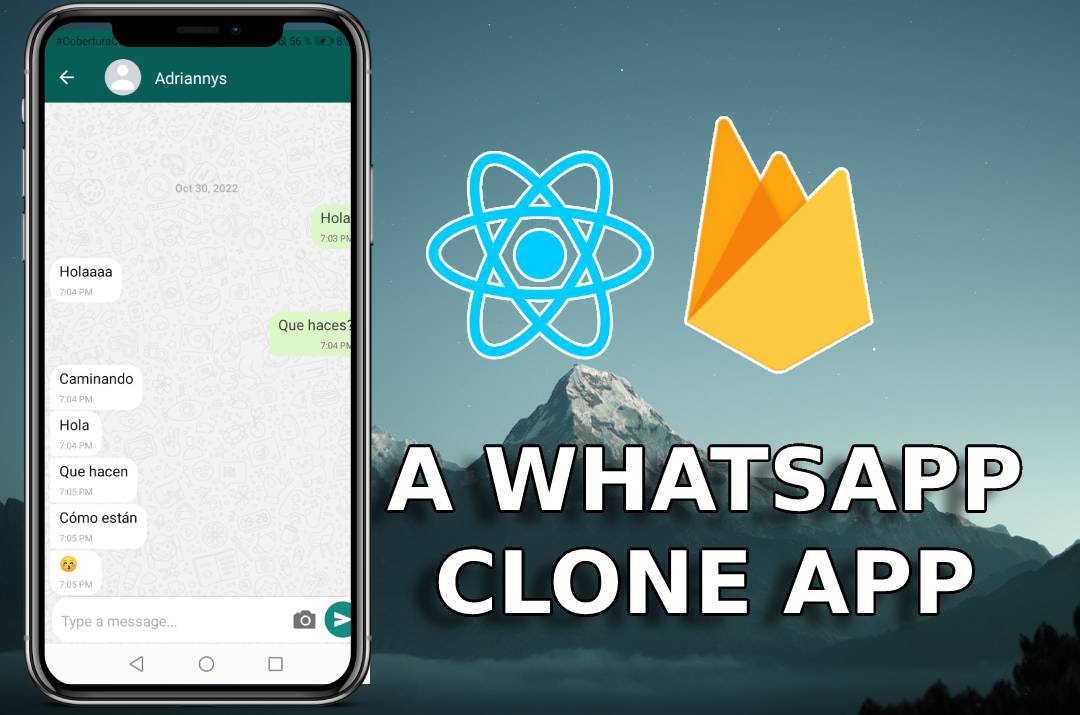 56 %
Adriannys
Oct 30, 2022
Hola
7:03 PM
Holaaaa
7:04 PM
Que haces?
7:04 PM
Caminando
7:04 PM
Hola
7:04 PM
Que hacen
7:05 PM
Cómo están
7:05 PM
😚
7:05 PM
Type a message...
A WHATSAPP
CLONE APP